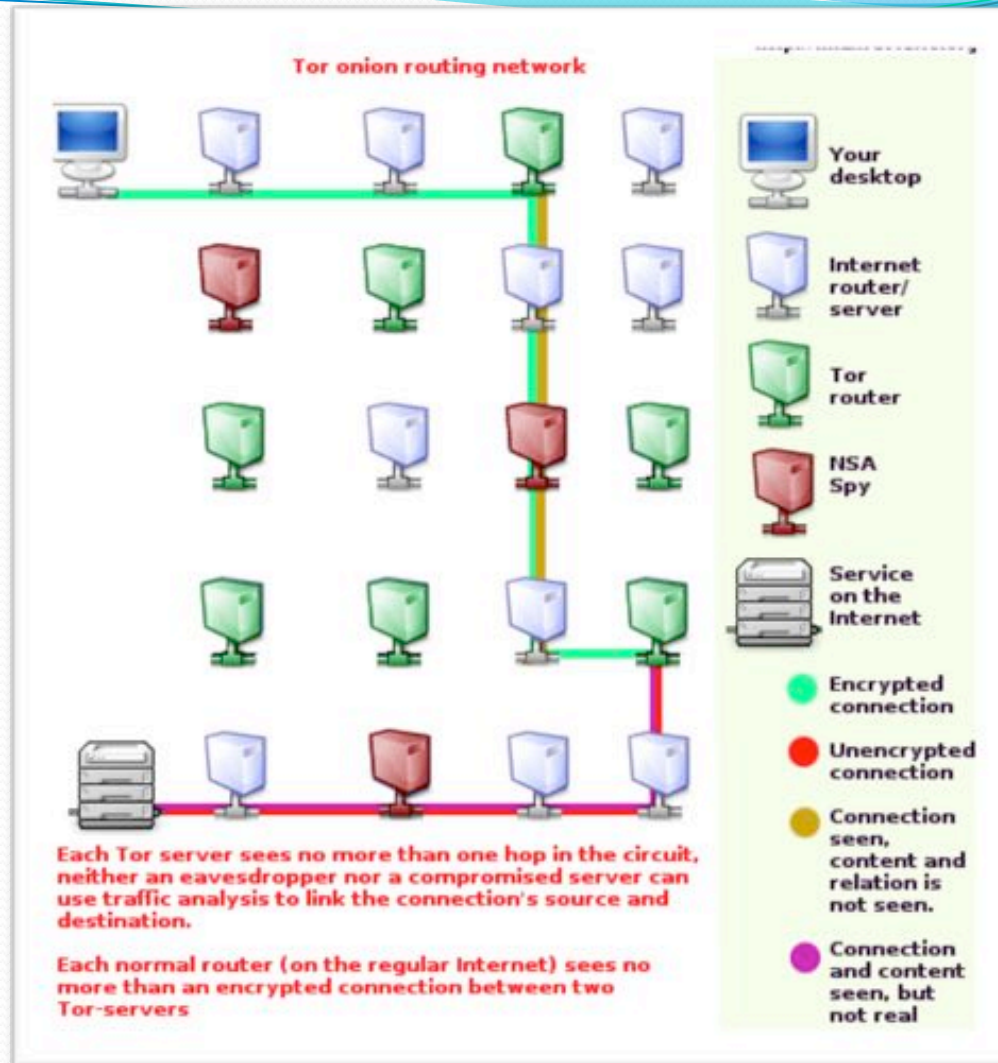 Tor onion routing network
Your
desktop
Internet
router/
server
Tor
router
NSA
Spy
Service
on the
Internet
Encrypted
connection
Unencrypted
connection
Connection
seen,
content and
relation is
not seen.
Connection
and content
seen, but
not real
Each Tor server sees no more than one hop in the circuit,
neither an eavesdropper nor a compromised server can
use traffic analysis to link the connection's source and
destination.
Each normal router (on the regular Internet) sees no
more than an encrypted connection between two
Tor-servers